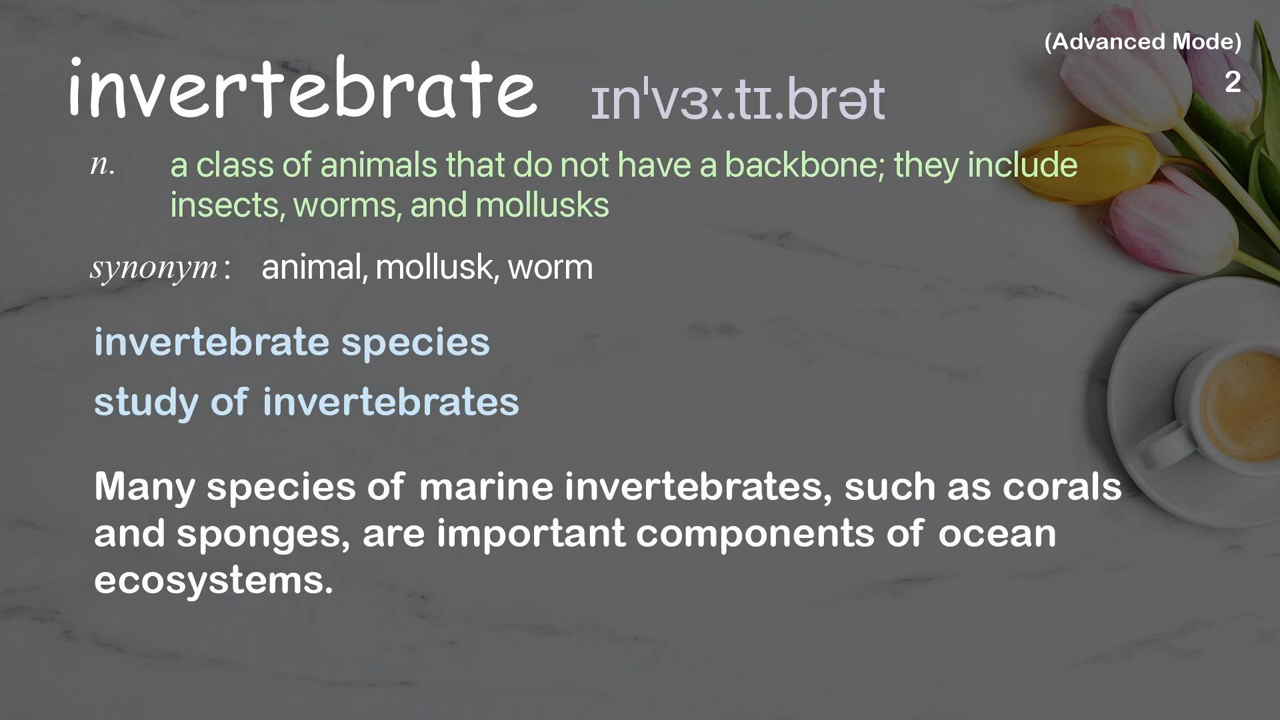 (Advanced Mode)
2
invertebrate ɪnˈvɜː.tɪ.brət
n. a class of animals that do not have a backbone; they include
insects, worms, and mollusks
synonym: animal, mollusk, worm
invertebrate species
study of invertebrates
Many species of marine invertebrates, such as corals
and sponges, are important components of ocean
ecosystems.